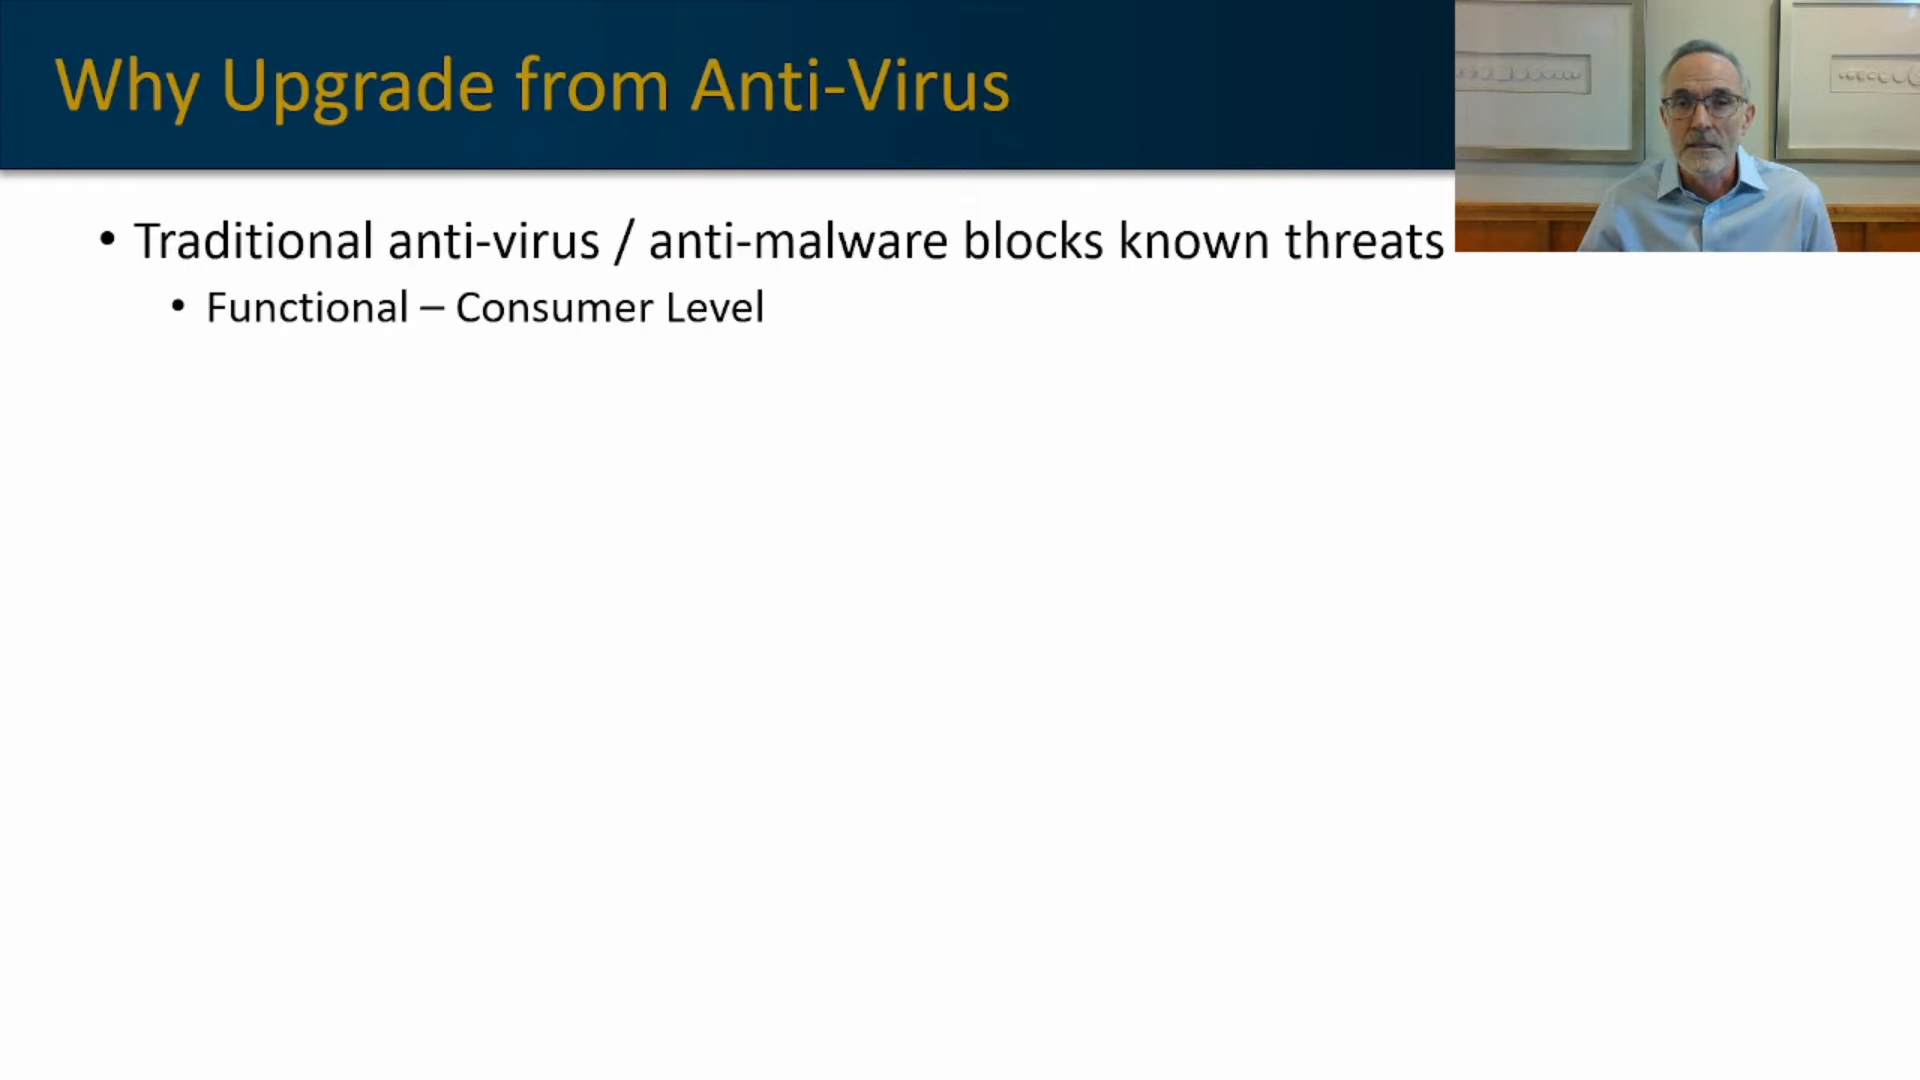 Why Upgrade from Anti-Virus
• Traditional anti-virus / anti-malware blocks known threats
• Functional – Consumer Level